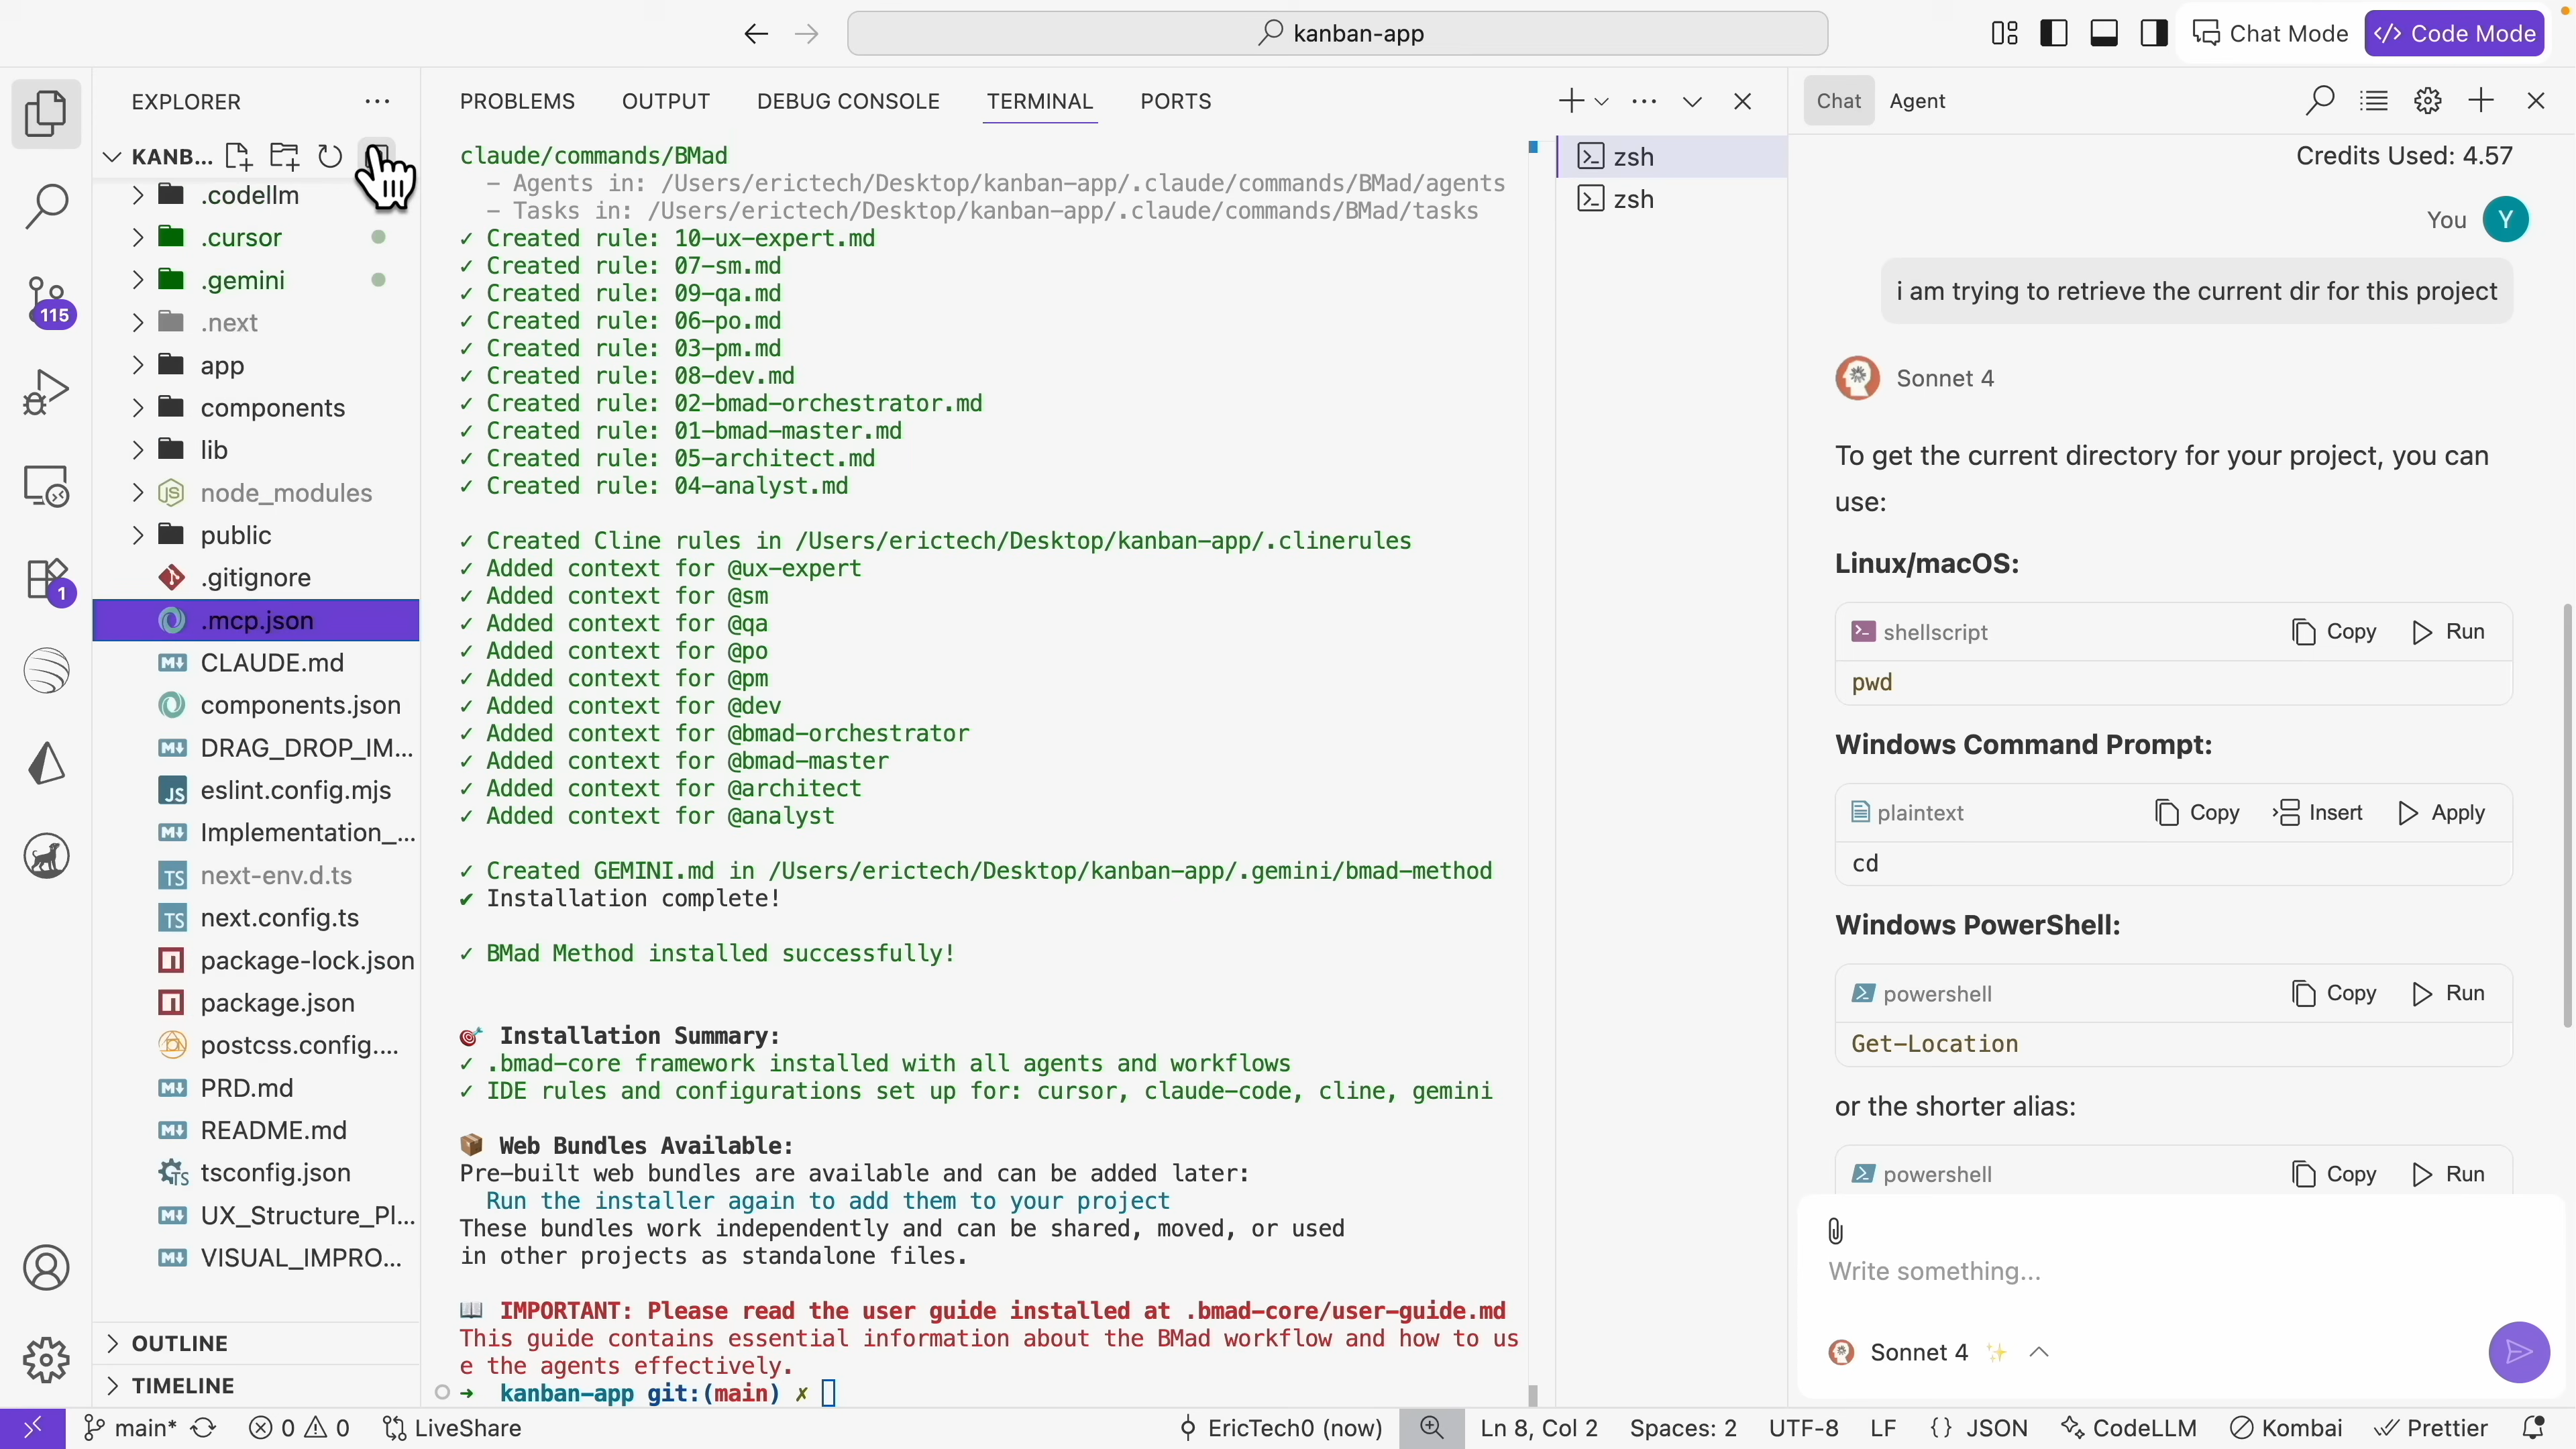 kanban-app
Chat Mode
</> Code Mode
EXPLORER
KANB...
.codellm
.cursor
.gemini
.next
app
components
lib
node_modules
public
.gitignore
.mcp.json
CLAUDE.md
components.json
DRAG_DROP_IM...
eslint.config.mjs
Implementation_...
next-env.d.ts
next.config.ts
package-lock.json
package.json
postcss.config....
PRD.md
README.md
tsconfig.json
UX_Structure_Pl...
VISUAL_IMPRO...
OUTLINE
TIMELINE
115
1
PROBLEMS OUTPUT DEBUG CONSOLE TERMINAL PORTS
claude/commands/BMad
- Agents in: /Users/erictech/Desktop/kanban-app/.claude/commands/BMad/agents
- Tasks in: /Users/erictech/Desktop/kanban-app/.claude/commands/BMad/tasks
✓ Created rule: 10-ux-expert.md
✓ Created rule: 07-sm.md
✓ Created rule: 09-qa.md
✓ Created rule: 06-po.md
✓ Created rule: 03-pm.md
✓ Created rule: 08-dev.md
✓ Created rule: 02-bmad-orchestrator.md
✓ Created rule: 01-bmad-master.md
✓ Created rule: 05-architect.md
✓ Created rule: 04-analyst.md
✓ Created Cline rules in /Users/erictech/Desktop/kanban-app/.clinerules
✓ Added context for @ux-expert
✓ Added context for @sm
✓ Added context for @qa
✓ Added context for @po
✓ Added context for @pm
✓ Added context for @dev
✓ Added context for @bmad-orchestrator
✓ Added context for @bmad-master
✓ Added context for @architect
✓ Added context for @analyst
✓ Created GEMINI.md in /Users/erictech/Desktop/kanban-app/.gemini/bmad-method
✔ Installation complete!
✓ BMad Method installed successfully!
🎯 Installation Summary:
✓ .bmad-core framework installed with all agents and workflows
✓ IDE rules and configurations set up for: cursor, claude-code, cline, gemini
📦 Web Bundles Available:
Pre-built web bundles are available and can be added later:
Run the installer again to add them to your project
These bundles work independently and can be shared, moved, or used
in other projects as standalone files.
📖 IMPORTANT: Please read the user guide installed at .bmad-core/user-guide.md
This guide contains essential information about the BMad workflow and how to us
e the agents effectively.
➜ kanban-app git:(main) ✗
zsh
zsh
Chat Agent
Credits Used: 4.57
You Y
i am trying to retrieve the current dir for this project
Sonnet 4
To get the current directory for your project, you can
use:
Linux/macOS:
shellscript Copy Run
pwd
Windows Command Prompt:
plaintext Copy Insert Apply
cd
Windows PowerShell:
powershell Copy Run
Get-Location
or the shorter alias:
powershell Copy Run
Write something...
Sonnet 4
main* 0 0 LiveShare EricTech0 (now) Ln 8, Col 2 Spaces: 2 UTF-8 LF {} JSON CodeLLM Kombai Prettier